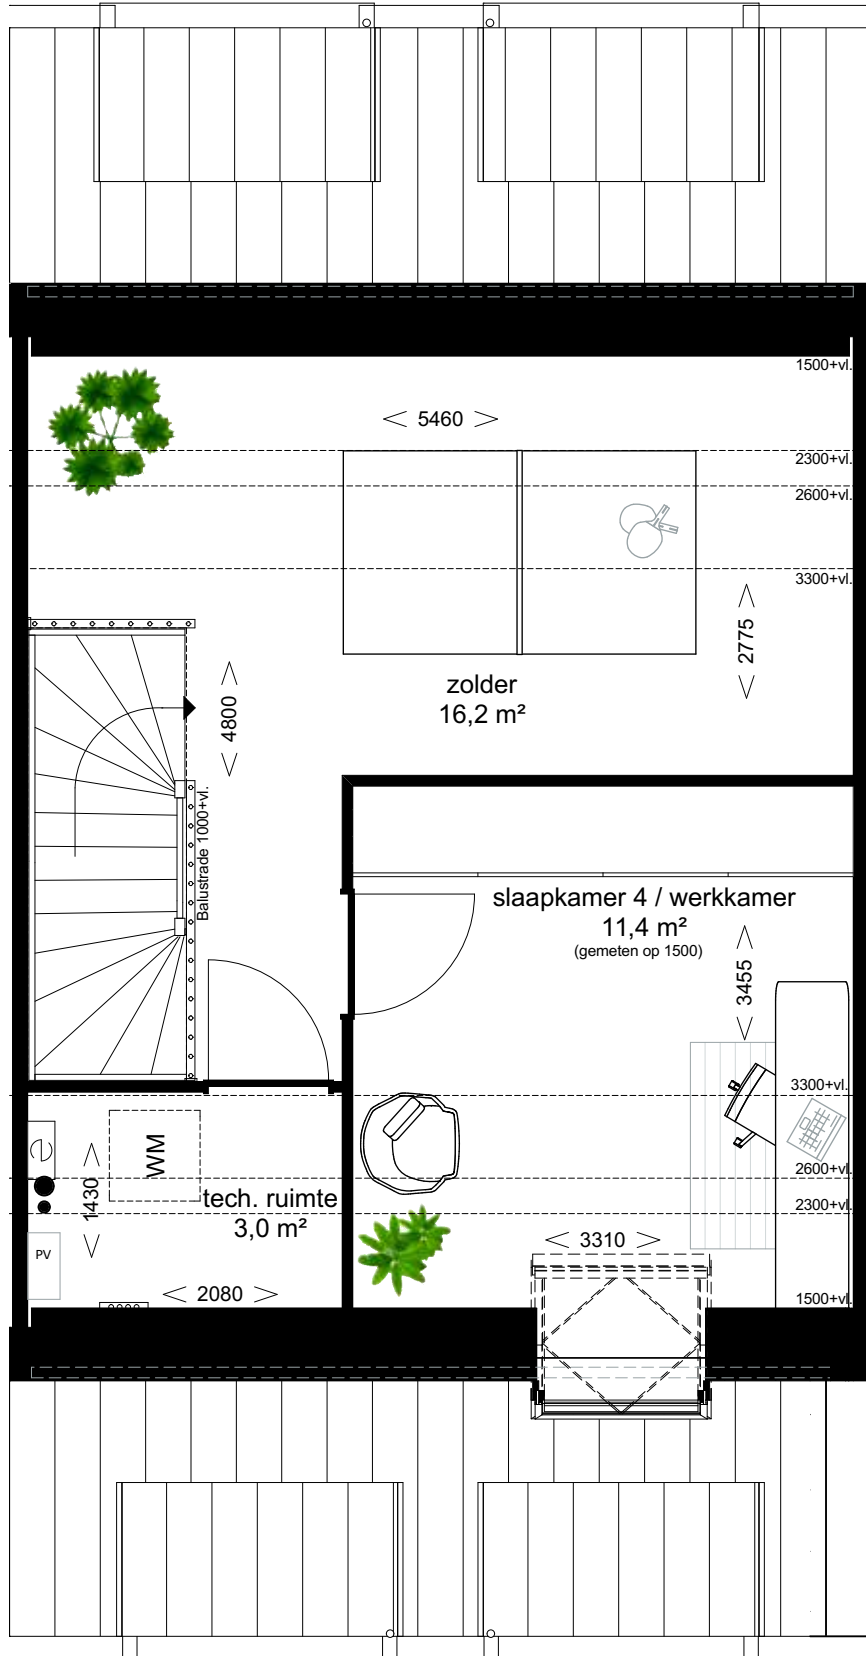 1500+vl.
5460
2300+vl.
2600+vl.
3300+vl.
2775
4800
zolder
16,2 m²
Balustrade 1000+vl.
slaapkamer 4 / werkkamer
11,4 m²
(gemeten op 1500)
3455
3300+vl.
e
WM
2600+vl.
1430
tech. ruimte
3,0 m²
2300+vl.
PV
3310
2080
1500+vl.